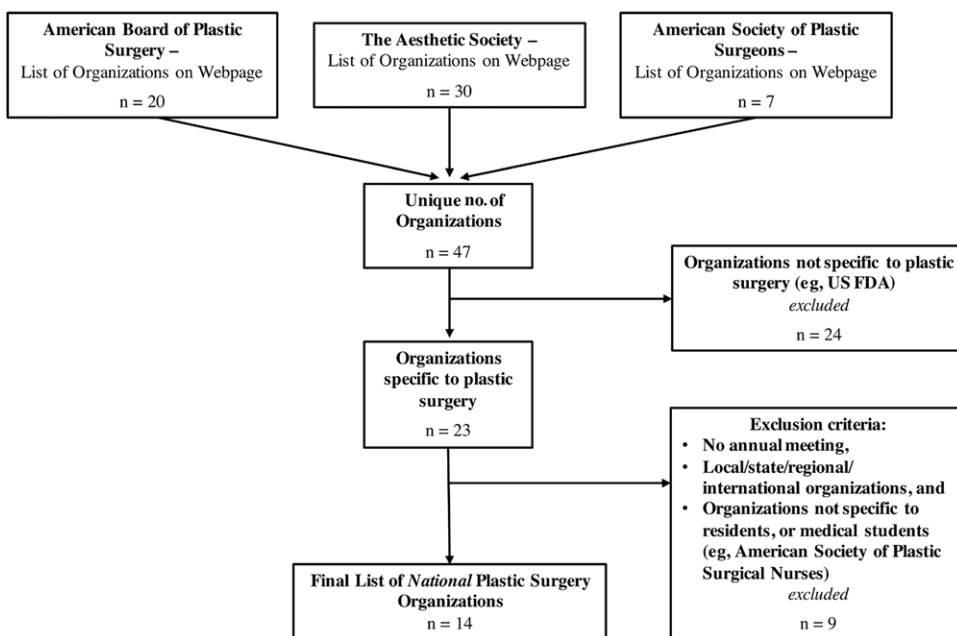 American Board of Plastic
Surgery –
List of Organizations on Webpage
n = 20
The Aesthetic Society –
List of Organizations on Webpage
n = 30
American Society of Plastic
Surgeons–
List of Organizations on Webpage
n = 7
Unique no. of
Organizations
n = 47
Organizations not specific to plastic
surgery (eg, US FDA)
excluded
n = 24
Organizations
specific to plastic
surgery
n = 23
Exclusion criteria:
• No annual meeting,
• Local/state/regional/
international organizations, and
• Organizations not specific to
residents, or medical students
(eg, American Society of Plastic
Surgical Nurses)
excluded
n = 9
Final List of National Plastic Surgery
Organizations
n = 14